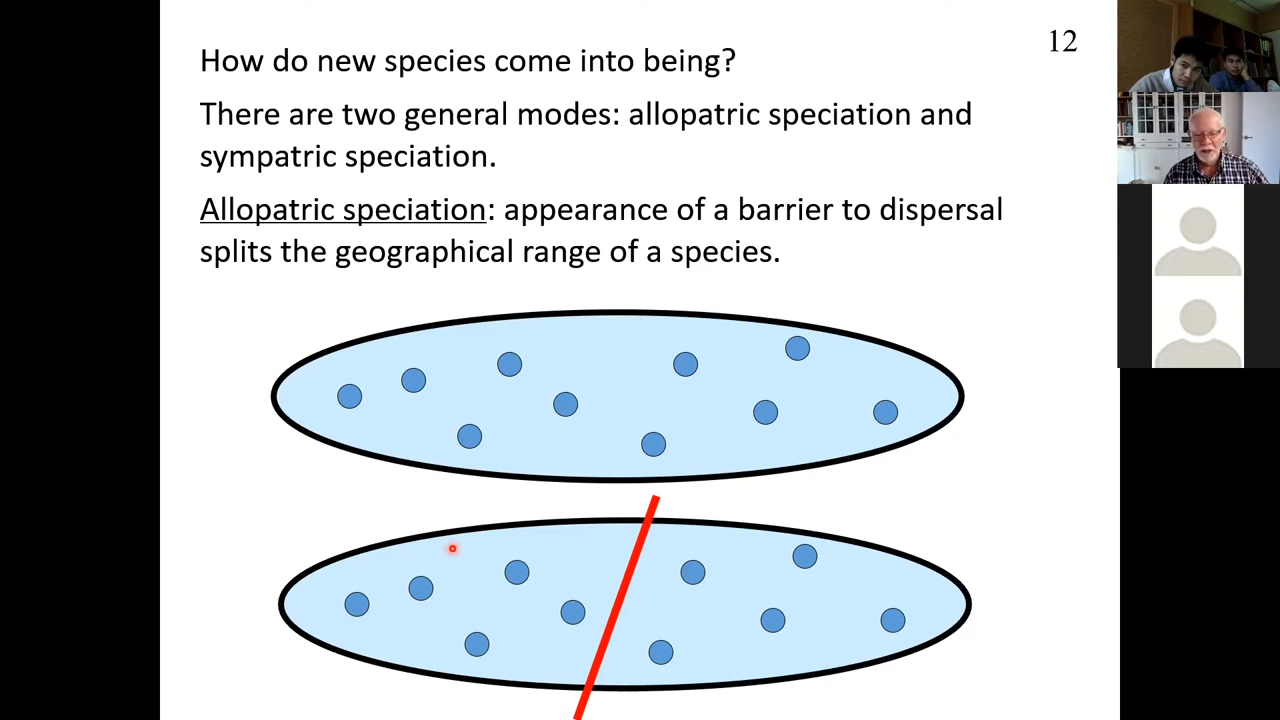 12
How do new species come into being?
There are two general modes: allopatric speciation and
sympatric speciation.
Allopatric speciation: appearance of a barrier to dispersal
splits the geographical range of a species.